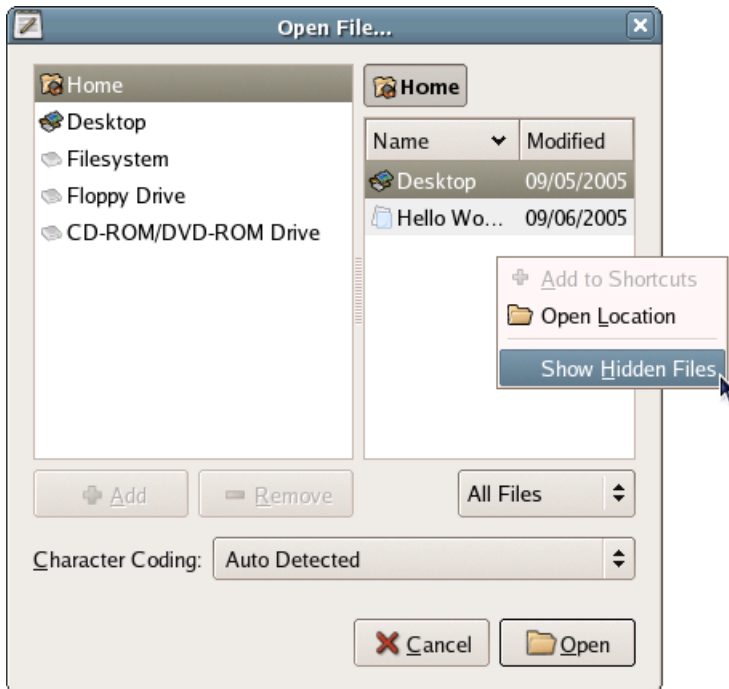 Open File...
Home
Desktop
Filesystem
Floppy Drive
CD-ROM/DVD-ROM Drive
Home
Name Modified
Desktop 09/05/2005
Hello Wo... 09/06/2005
Add to Shortcuts
Open Location
Show Hidden Files
Add
Remove
All Files
Character Coding: Auto Detected
Cancel
Open